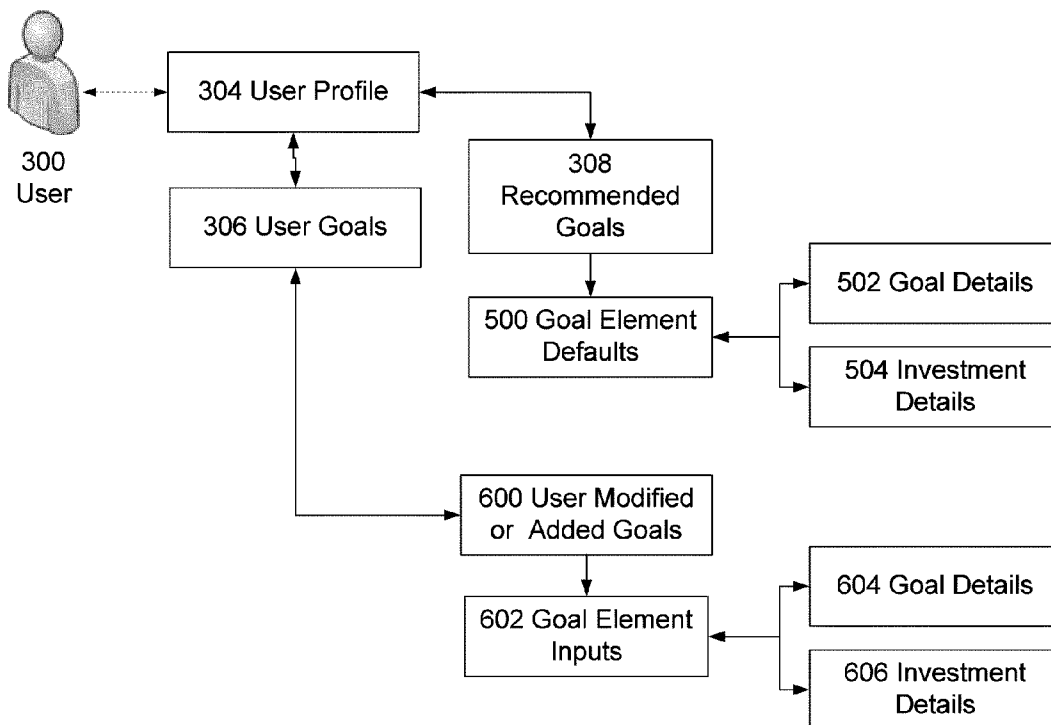 304 User Profile
300
User
306 User Goals
308
Recommended
Goals
500 Goal Element
Defaults
502 Goal Details
504 Investment
Details
600 User Modified
or Added Goals
602 Goal Element
Inputs
604 Goal Details
606 Investment
Details